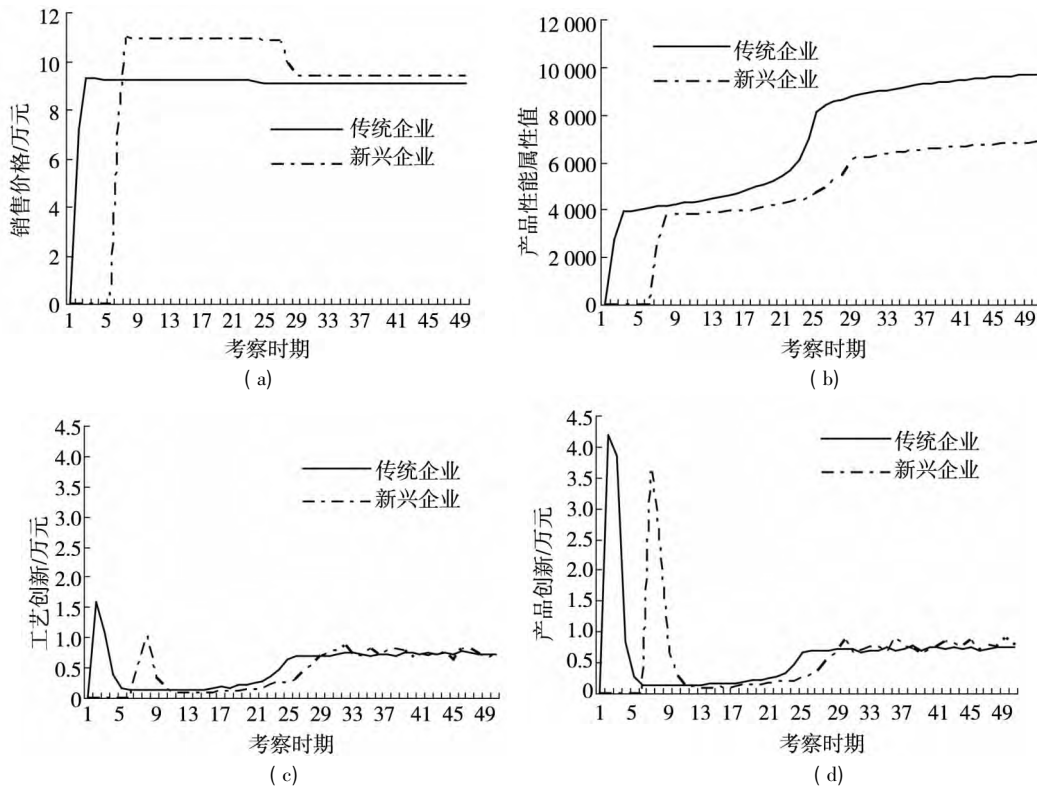 销售价格/万元
12
10
8
6
4
2
0
传统企业
新兴企业
1 5 9 13 17 21 25 29 33 37 41 45 49
考察时期
( a )
产品性能属性值
12 000
10 000
8 000
6 000
4 000
2 000
0
传统企业
新兴企业
1 5 9 13 17 21 25 29 33 37 41 45 49
考察时期
( b )
工艺创新/万元
4.5
4.0
3.5
3.0
2.5
2.0
1.5
1.0
0.5
0
传统企业
新兴企业
1 5 9 13 17 21 25 29 33 37 41 45 49
考察时期
( c )
产品创新/万元
4.5
4.0
3.5
3.0
2.5
2.0
1.5
1.0
0.5
0
传统企业
新兴企业
1 5 9 13 17 21 25 29 33 37 41 45 49
考察时期
( d )